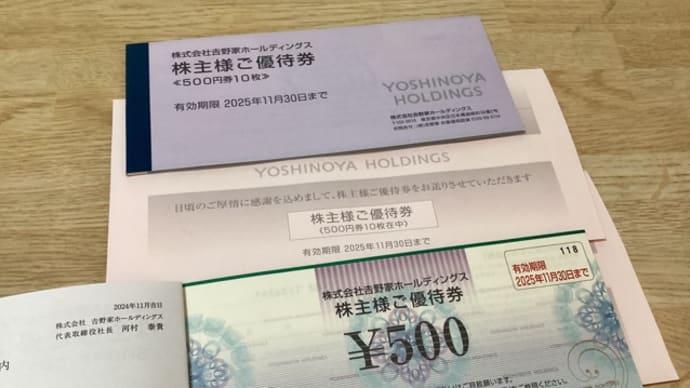 株式会社吉野家ホールディングス
株主様ご優待券
≪500円券10枚≫
有効期限 2025年11月30日まで
YOSHINOYA
HOLDINGS
株式会社吉野家ホールディングス
YOSHINOYA HOLDINGS
日頃のご厚情に感謝を込めまして、株主様ご優待券をお送りさせていただきます
株主様ご優待券
(500円券10枚在中)
有効期限 2025年11月30日まで
118
有効期限
2025年11月30日まで
株式会社吉野家ホールディングス
株主様ご優待券
¥500
2024年11月吉日
株式会社 吉野家ホールディングス
代表取締役社長 河村 泰貴
内